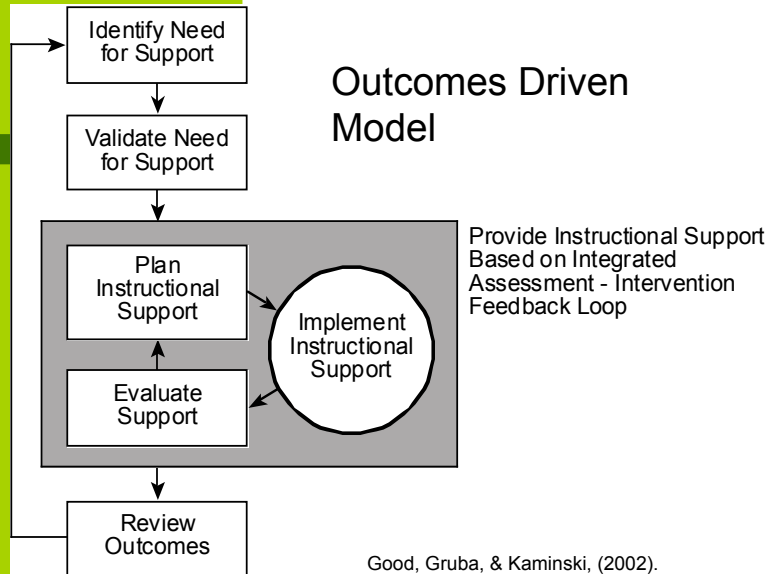 Identify Need
for Support
Outcomes Driven
Model
Validate Need
for Support
Provide Instructional Support
Based on Integrated
Assessment - Intervention
Feedback Loop
Plan
Instructional
Support
Implement
Instructional
Support
Evaluate
Support
Review
Outcomes
Good, Gruba, & Kaminski, (2002).